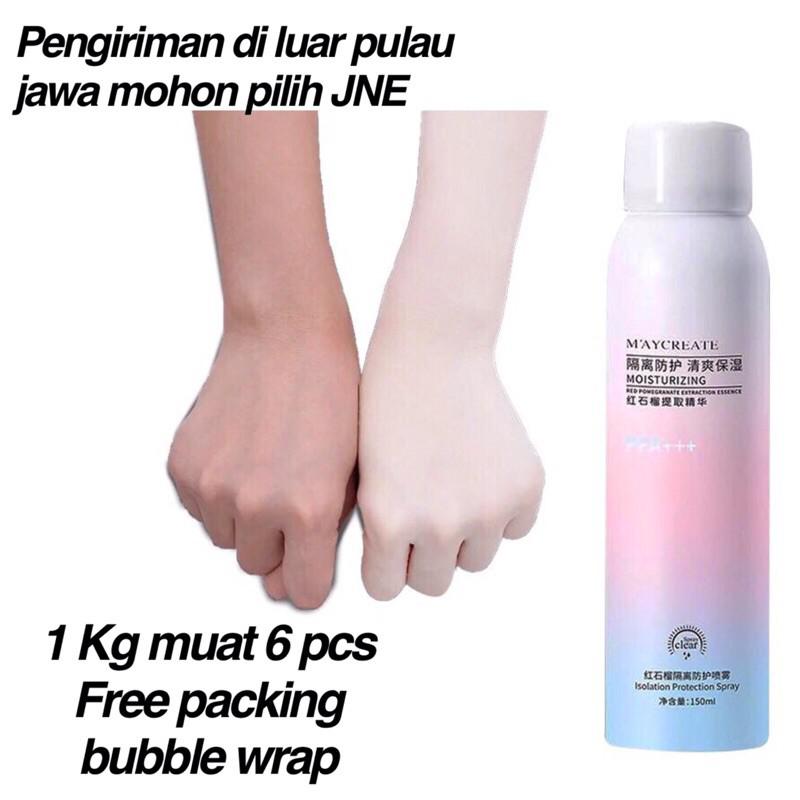 Pengiriman di luar pulau
jawa mohon pilih JNE
M'AYCREATE
隔离防护 清爽保湿
MOISTURIZING
RED POMEGRANATE EXTRACTION ESSENCE
红石榴提取精华
PFA+++
Spray
clear
红石榴隔离防护喷雾
Isolation Protection Spray
净含量:150ml
1 Kg muat 6 pcs
Free packing
bubble wrap